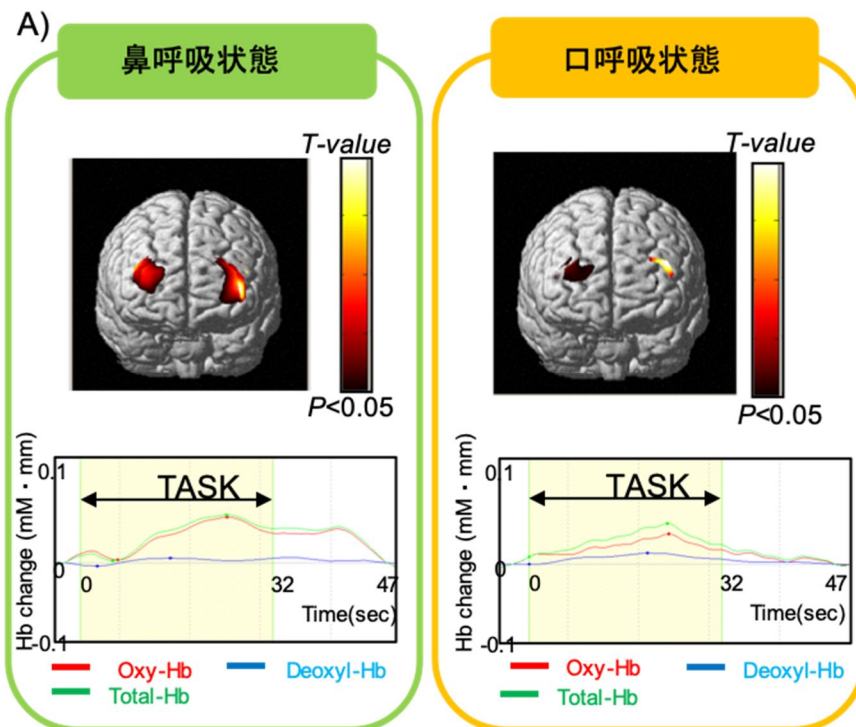 A)
鼻呼吸状態
T-value
P<0.05
Hb change (mM・mm)
0.1
0
-0.1
TASK
0
32
47
Time(sec)
Oxy-Hb
Deoxyl-Hb
Total-Hb
口呼吸状態
T-value
P<0.05
Hb change (mM・mm)
0.1
0
-0.1
TASK
0
32
47
Time(sec)
Oxy-Hb
Deoxyl-Hb
Total-Hb